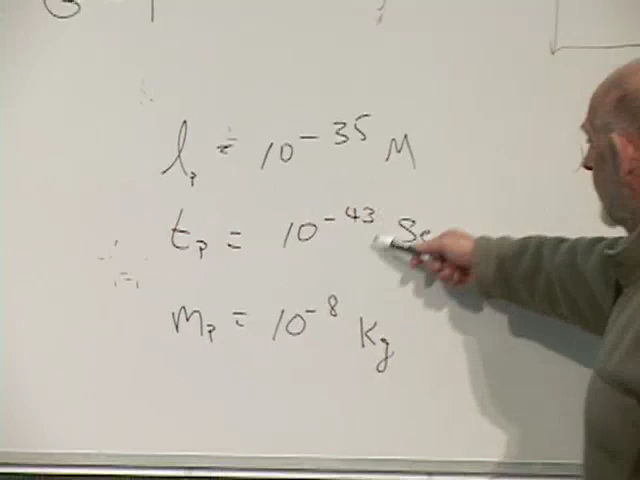 lₚ = 10⁻³⁵ M
tₚ = 10⁻⁴³ Se
mₚ = 10⁻⁸ Kg